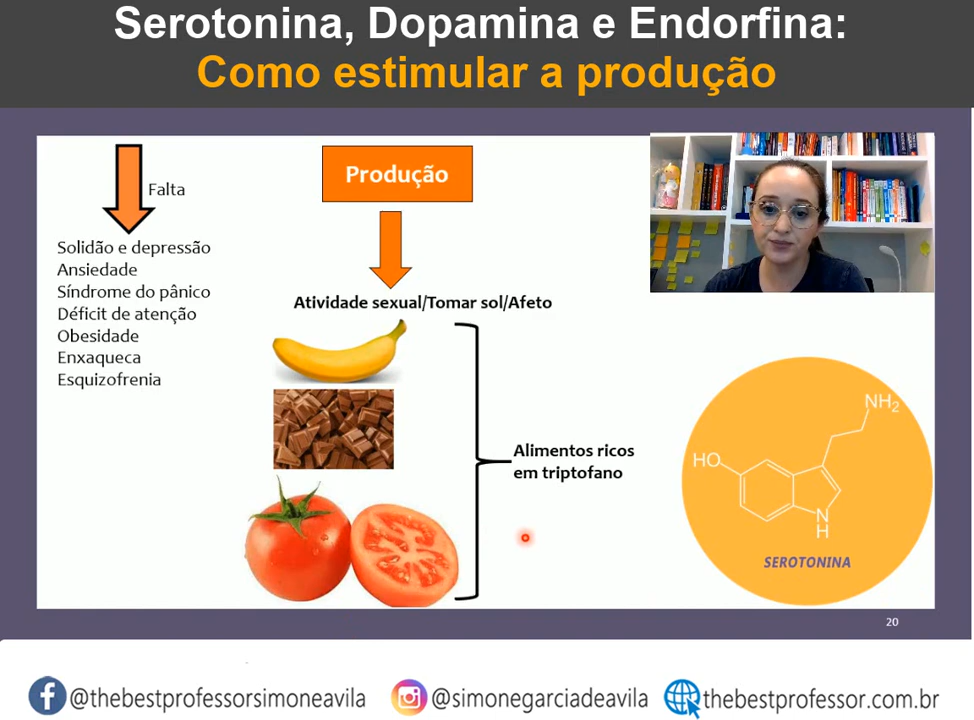 Serotonina, Dopamina e Endorfina:
Como estimular a produção
Falta
Solidão e depressão
Ansiedade
Síndrome do pânico
Déficit de atenção
Obesidade
Enxaqueca
Esquizofrenia
Produção
Atividade sexual/Tomar sol/Afeto
Alimentos ricos
em triptofano
NH₂
HO
N
H
SEROTONINA
20
@thebestprofessorsimoneavila
@simonegarciadeavila
thebestprofessor.com.br